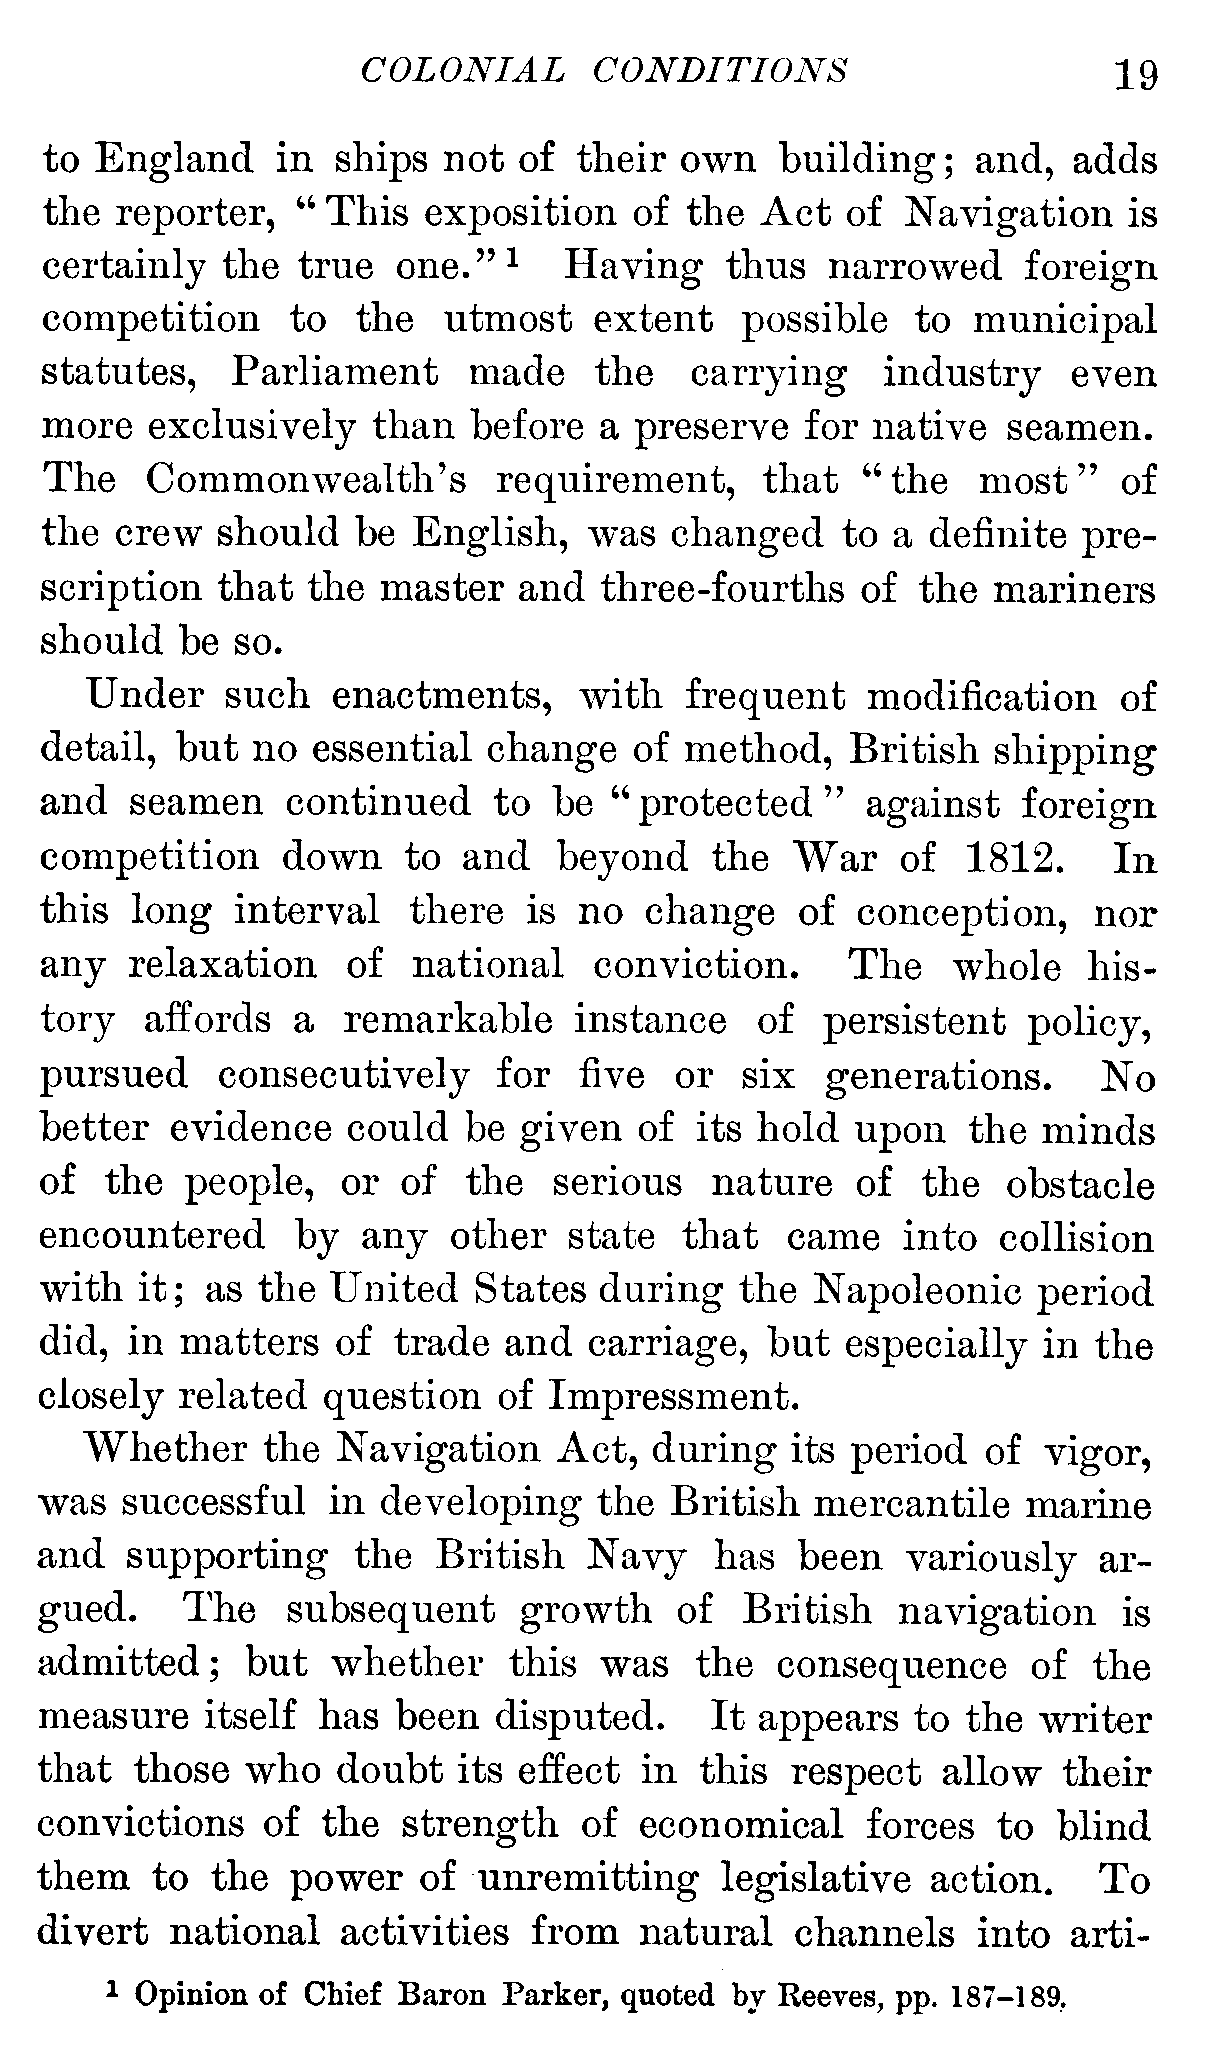 COLONIAL CONDITIONS 19
to England in ships not of their own building; and, adds
the reporter, “This exposition of the Act of Navigation is
certainly the true one.”¹ Having thus narrowed foreign
competition to the utmost extent possible to municipal
statutes, Parliament made the carrying industry even
more exclusively than before a preserve for native seamen.
The Commonwealth’s requirement, that “the most” of
the crew should be English, was changed to a definite pre-
scription that the master and three-fourths of the mariners
should be so.
Under such enactments, with frequent modification of
detail, but no essential change of method, British shipping
and seamen continued to be “protected” against foreign
competition down to and beyond the War of 1812. In
this long interval there is no change of conception, nor
any relaxation of national conviction. The whole his-
tory affords a remarkable instance of persistent policy,
pursued consecutively for five or six generations. No
better evidence could be given of its hold upon the minds
of the people, or of the serious nature of the obstacle
encountered by any other state that came into collision
with it; as the United States during the Napoleonic period
did, in matters of trade and carriage, but especially in the
closely related question of Impressment.
Whether the Navigation Act, during its period of vigor,
was successful in developing the British mercantile marine
and supporting the British Navy has been variously ar-
gued. The subsequent growth of British navigation is
admitted; but whether this was the consequence of the
measure itself has been disputed. It appears to the writer
that those who doubt its effect in this respect allow their
convictions of the strength of economical forces to blind
them to the power of unremitting legislative action. To
divert national activities from natural channels into arti-
¹ Opinion of Chief Baron Parker, quoted by Reeves, pp. 187–189.